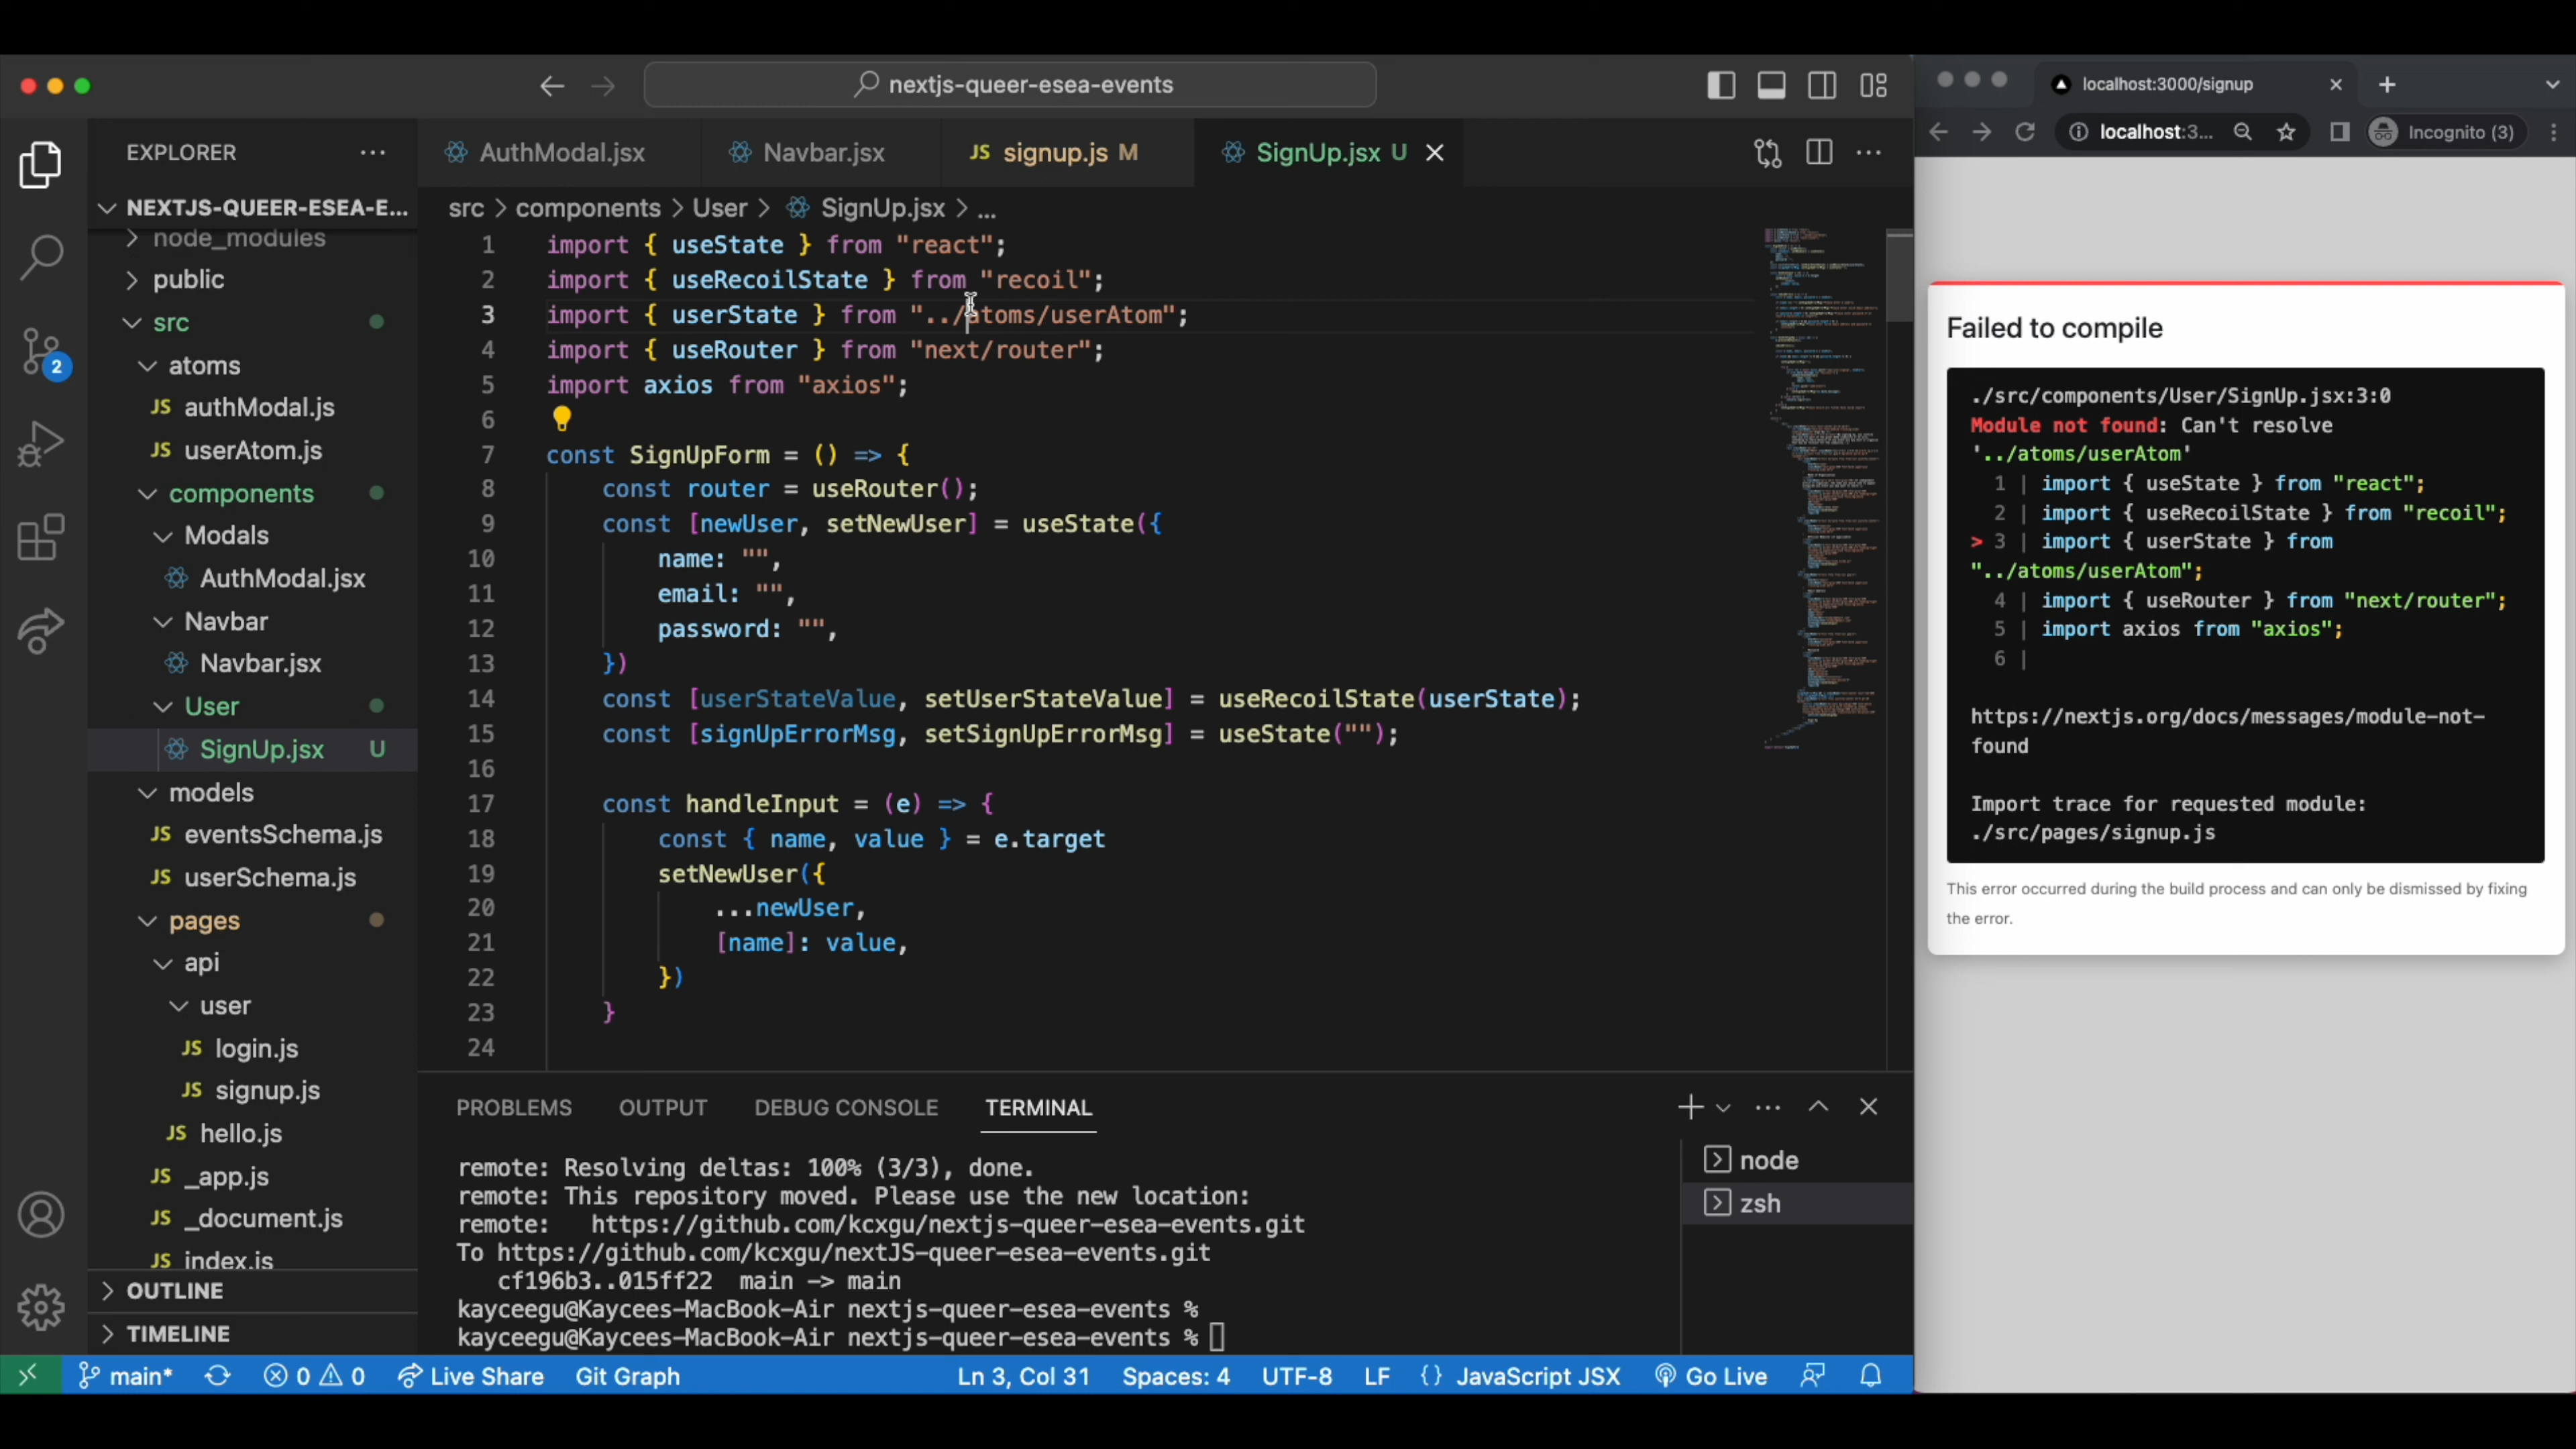 nextjs-queer-esea-events
EXPLORER
NEXTJS-QUEER-ESEA-E...
node_modules
public
src
atoms
JS authModal.js
JS userAtom.js
components
Modals
AuthModal.jsx
Navbar
Navbar.jsx
User
SignUp.jsx U
models
JS eventsSchema.js
JS userSchema.js
pages
api
user
JS login.js
JS signup.js
JS hello.js
JS _app.js
JS _document.js
JS index.js
OUTLINE
TIMELINE
2
AuthModal.jsx
Navbar.jsx
JS signup.js M
SignUp.jsx U
src > components > User > SignUp.jsx > ...
1 import { useState } from "react";
2 import { useRecoilState } from "recoil";
3 import { userState } from "../atoms/userAtom";
4 import { useRouter } from "next/router";
5 import axios from "axios";
6
7 const SignUpForm = () => {
8 const router = useRouter();
9 const [newUser, setNewUser] = useState({
10 name: "",
11 email: "",
12 password: "",
13 })
14 const [userStateValue, setUserStateValue] = useRecoilState(userState);
15 const [signUpErrorMsg, setSignUpErrorMsg] = useState("");
16
17 const handleInput = (e) => {
18 const { name, value } = e.target
19 setNewUser({
20 ...newUser,
21 [name]: value,
22 })
23 }
24
PROBLEMS
OUTPUT
DEBUG CONSOLE
TERMINAL
remote: Resolving deltas: 100% (3/3), done.
remote: This repository moved. Please use the new location:
remote: https://github.com/kcxgu/nextjs-queer-esea-events.git
To https://github.com/kcxgu/nextJS-queer-esea-events.git
cf196b3..015ff22 main -> main
kayceegu@Kaycees-MacBook-Air nextjs-queer-esea-events %
kayceegu@Kaycees-MacBook-Air nextjs-queer-esea-events %
node
zsh
main*
0
0
Live Share
Git Graph
Ln 3, Col 31
Spaces: 4
UTF-8
LF
{} JavaScript JSX
Go Live
localhost:3000/signup
localhost:3...
Incognito (3)
Failed to compile
./src/components/User/SignUp.jsx:3:0
Module not found: Can't resolve
'../atoms/userAtom'
1 | import { useState } from "react";
2 | import { useRecoilState } from "recoil";
> 3 | import { userState } from
"../atoms/userAtom";
4 | import { useRouter } from "next/router";
5 | import axios from "axios";
6 |
https://nextjs.org/docs/messages/module-not-
found
Import trace for requested module:
./src/pages/signup.js
This error occurred during the build process and can only be dismissed by fixing
the error.